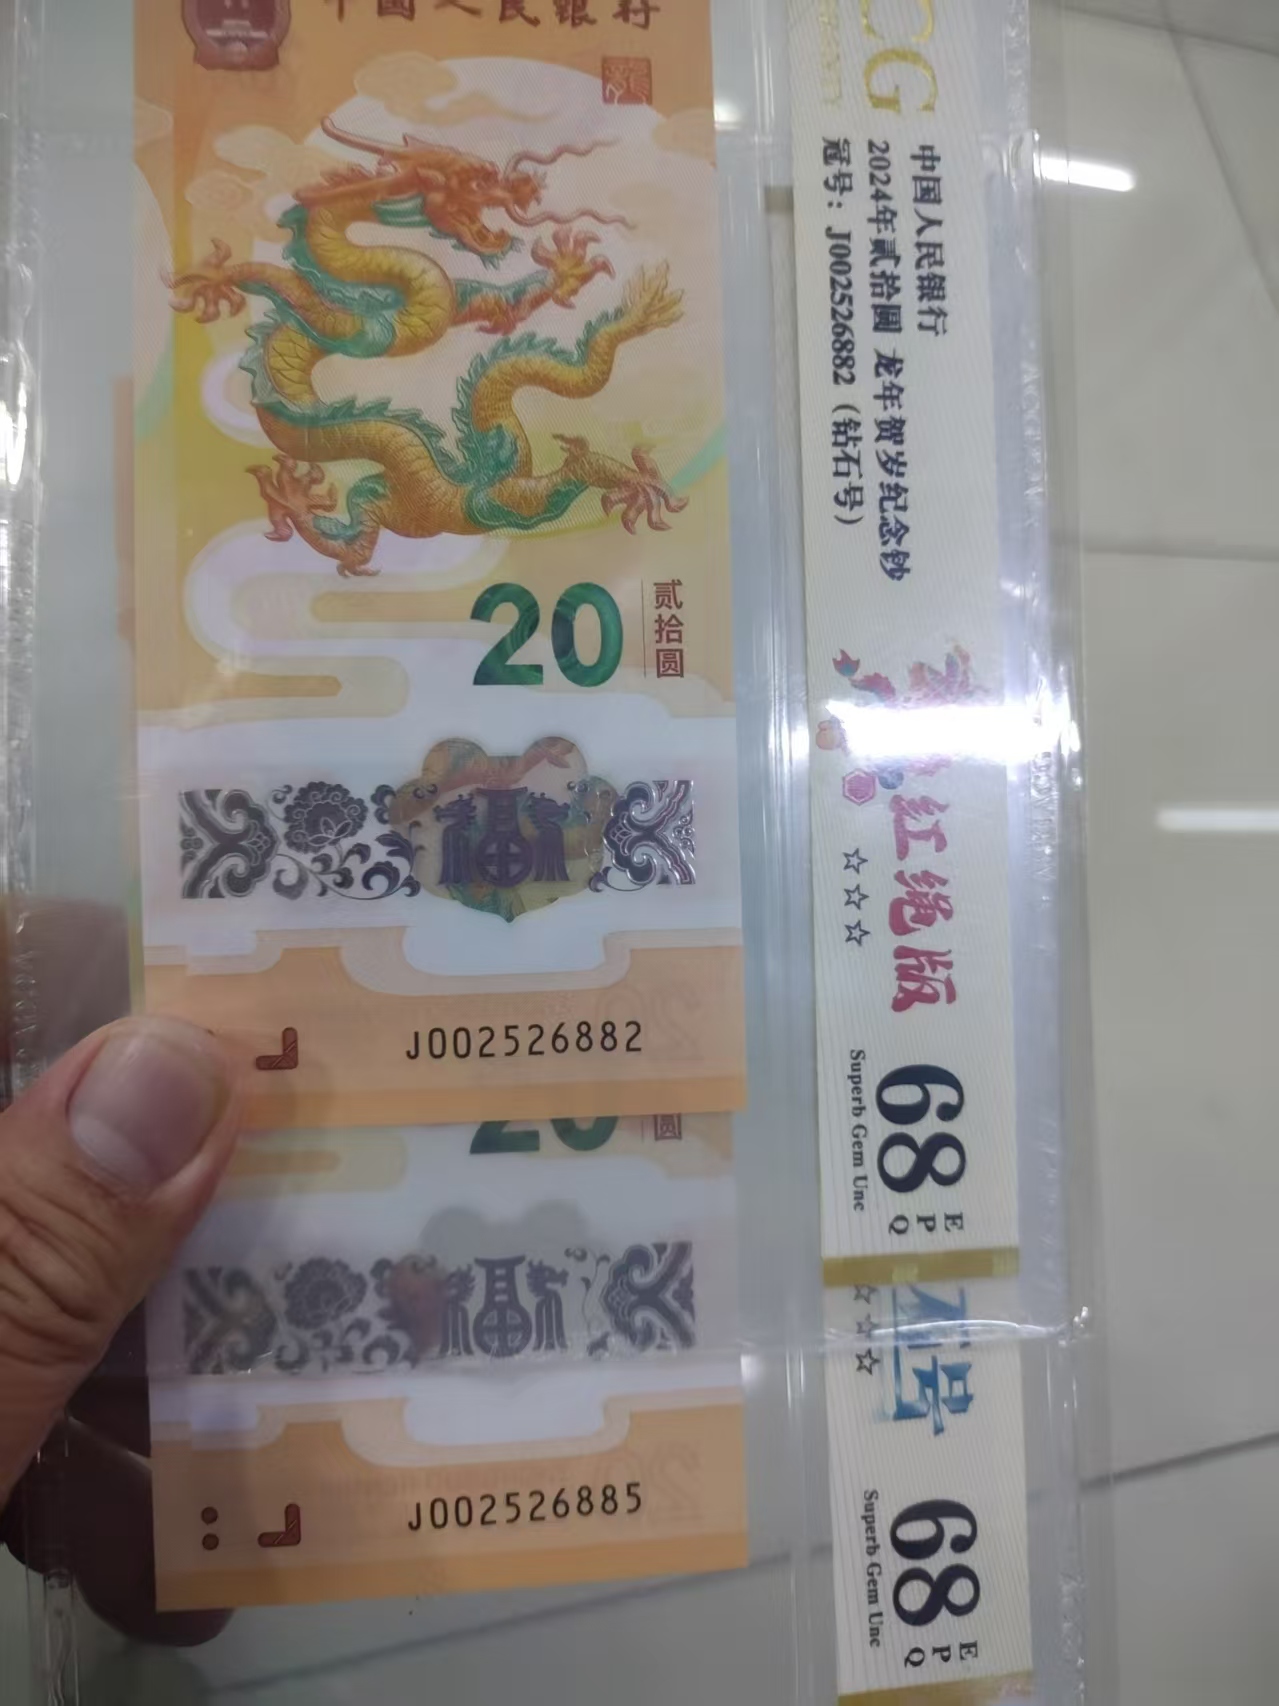 中国人民银行
20
贰拾圆
J002526882
20
圆
J002526885
CG
中国人民银行
2024年贰拾圆 龙年贺岁纪念钞
冠号：J002526882（钻石号）
红绝版
☆☆☆
68
EPQ
Superb Gem Unc
号
☆☆☆
68
EPQ
Superb Gem Unc